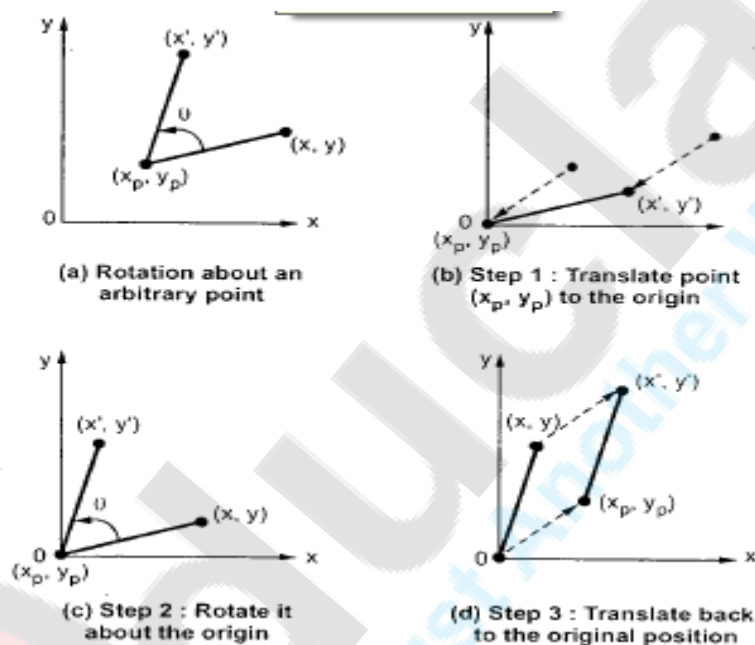 y
(x', y')
θ
(x, y)
(xp, yp)
0
x
(a) Rotation about an
arbitrary point
y
(x', y')
0
(xp, yp)
(b) Step 1 : Translate point
(xp, yp) to the origin
y
(x', y')
θ
(x, y)
0
(xp, yp)
x
(c) Step 2 : Rotate it
about the origin
y
(x', y')
(x, y)
(xp, yp)
0
x
(d) Step 3 : Translate back
to the original position
Just Another